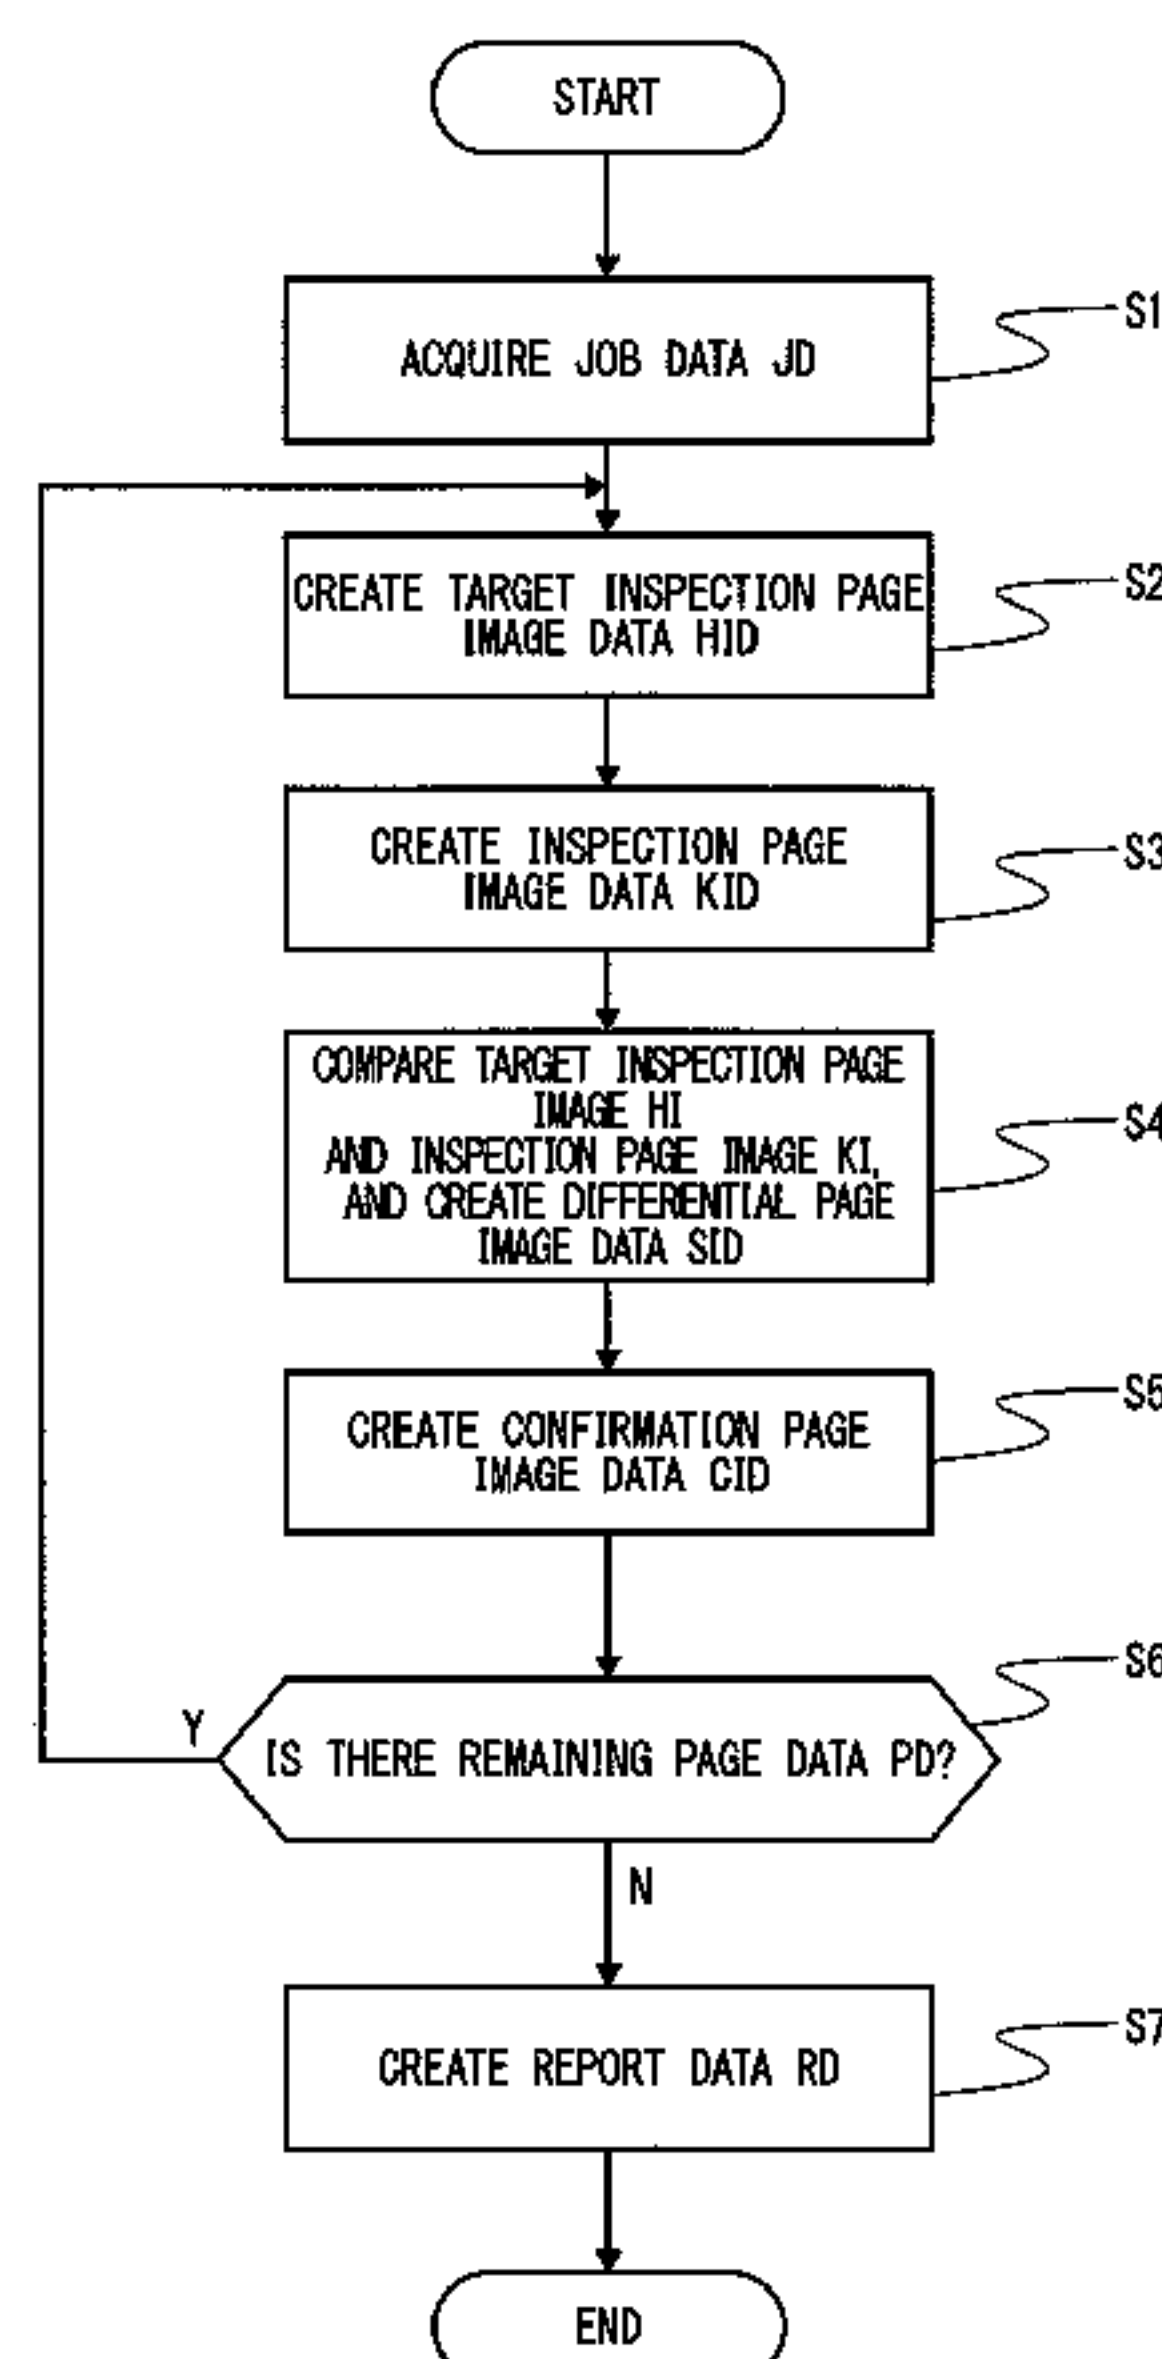 START
ACQUIRE JOB DATA JD
S1
CREATE TARGET INSPECTION PAGE
IMAGE DATA HID
S2
CREATE INSPECTION PAGE
IMAGE DATA KID
S3
COMPARE TARGET INSPECTION PAGE
IMAGE HI
AND INSPECTION PAGE IMAGE KI,
AND CREATE DIFFERENTIAL PAGE
IMAGE DATA SID
S4
CREATE CONFIRMATION PAGE
IMAGE DATA CID
S5
IS THERE REMAINING PAGE DATA PD?
S6
Y
N
CREATE REPORT DATA RD
S7
END